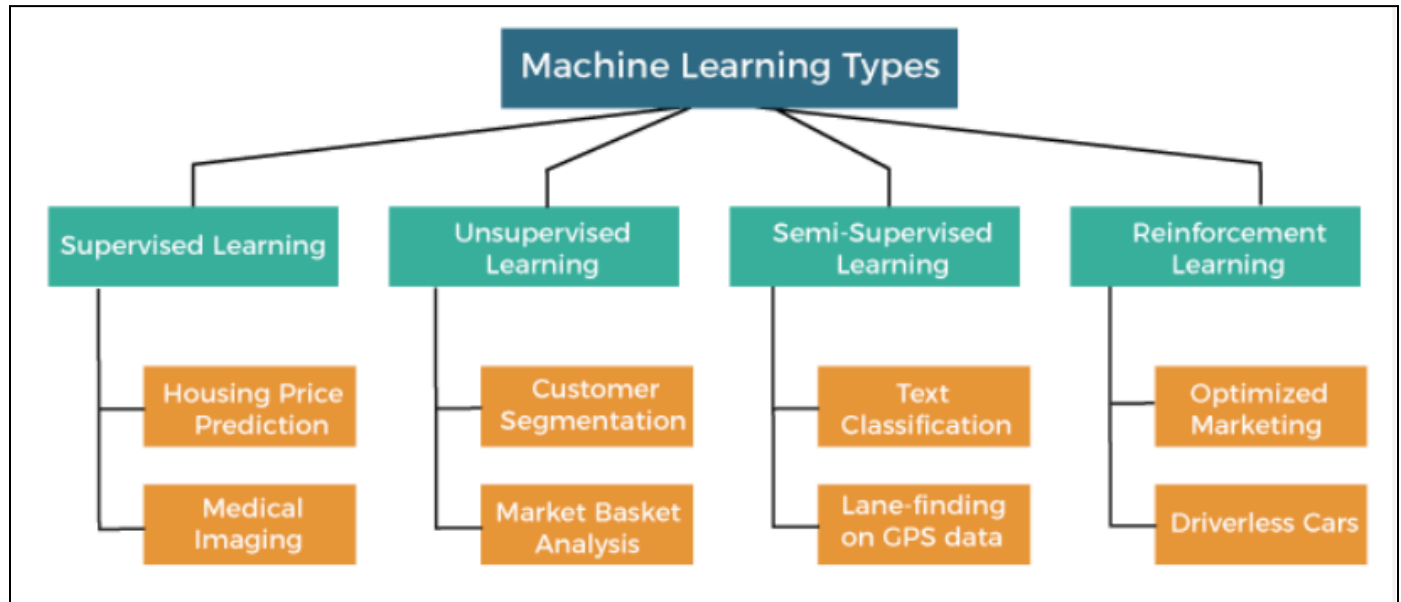 Machine Learning Types
Supervised Learning
Unsupervised
Learning
Semi-Supervised
Learning
Reinforcement
Learning
Housing Price
Prediction
Customer
Segmentation
Text
Classification
Optimized
Marketing
Medical
Imaging
Market Basket
Analysis
Lane-finding
on GPS data
Driverless Cars